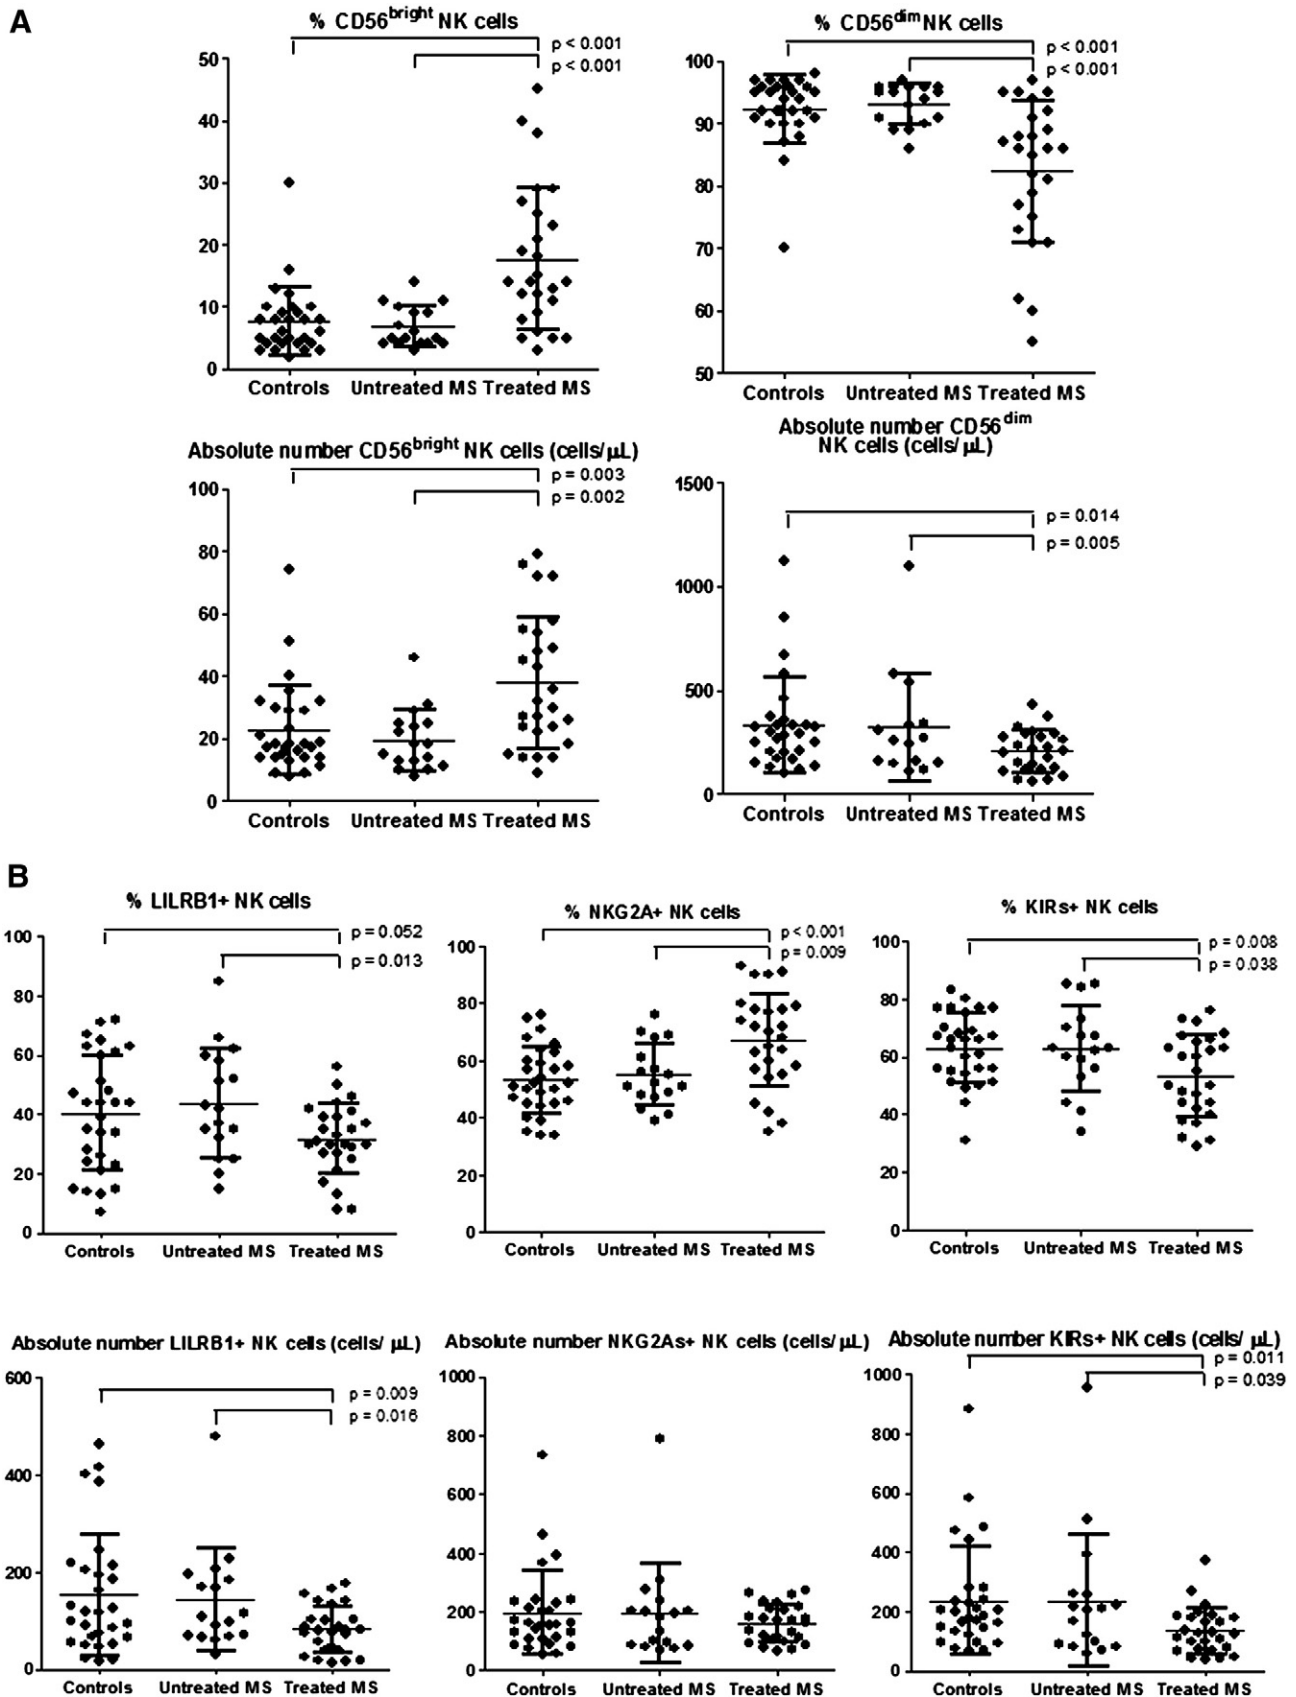 A
% CD56bright NK cells
p < 0.001
p < 0.001
50
40
30
20
10
0
Controls Untreated MS Treated MS
% CD56dim NK cells
p < 0.001
p < 0.001
100
90
80
70
60
50
Controls Untreated MS Treated MS
Absolute number CD56bright NK cells (cells/μL)
p = 0.003
p = 0.002
100
80
60
40
20
0
Controls Untreated MS Treated MS
Absolute number CD56dim
NK cells (cells/μL)
p = 0.014
p = 0.005
1500
1000
500
0
Controls Untreated MS Treated MS
B
% LILRB1+ NK cells
p = 0.052
p = 0.013
100
80
60
40
20
0
Controls Untreated MS Treated MS
% NKG2A+ NK cells
p < 0.001
p = 0.009
100
80
60
40
20
0
Controls Untreated MS Treated MS
% KIRs+ NK cells
p = 0.008
p = 0.038
100
80
60
40
20
0
Controls Untreated MS Treated MS
Absolute number LILRB1+ NK cells (cells/ μL)
p = 0.009
p = 0.016
600
400
200
0
Controls Untreated MS Treated MS
Absolute number NKG2As+ NK cells (cells/μL)
1000
800
600
400
200
0
Controls Untreated MS Treated MS
Absolute number KIRs+ NK cells (cells/ μL)
p = 0.011
p = 0.039
1000
800
600
400
200
0
Controls Untreated MS Treated MS